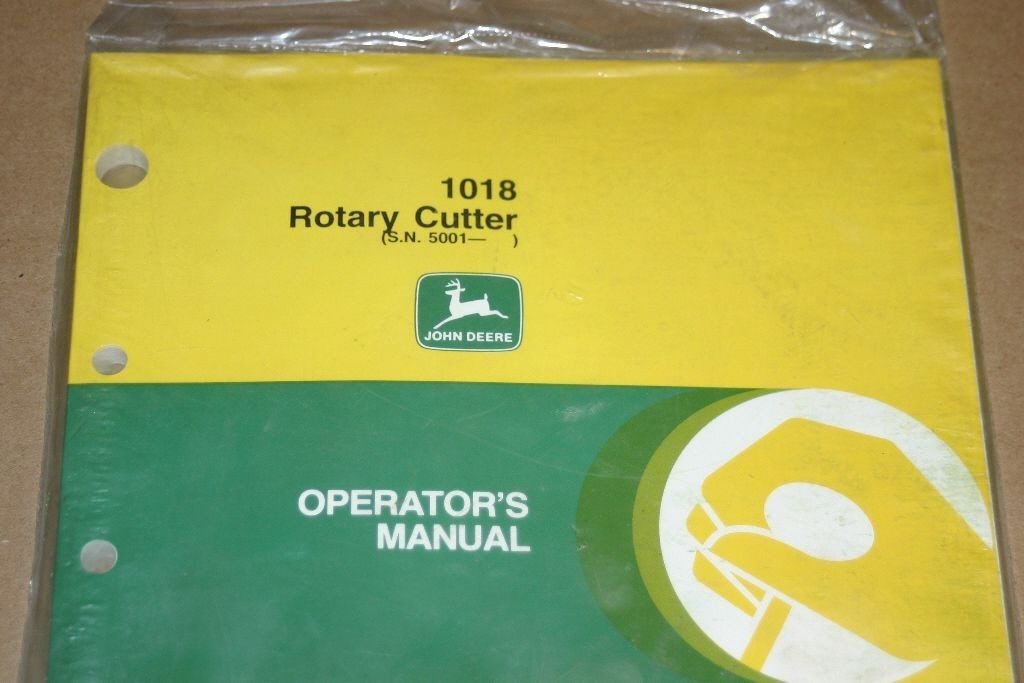 1018
Rotary Cutter
(S.N. 5001— )
JOHN DEERE
OPERATOR'S
MANUAL